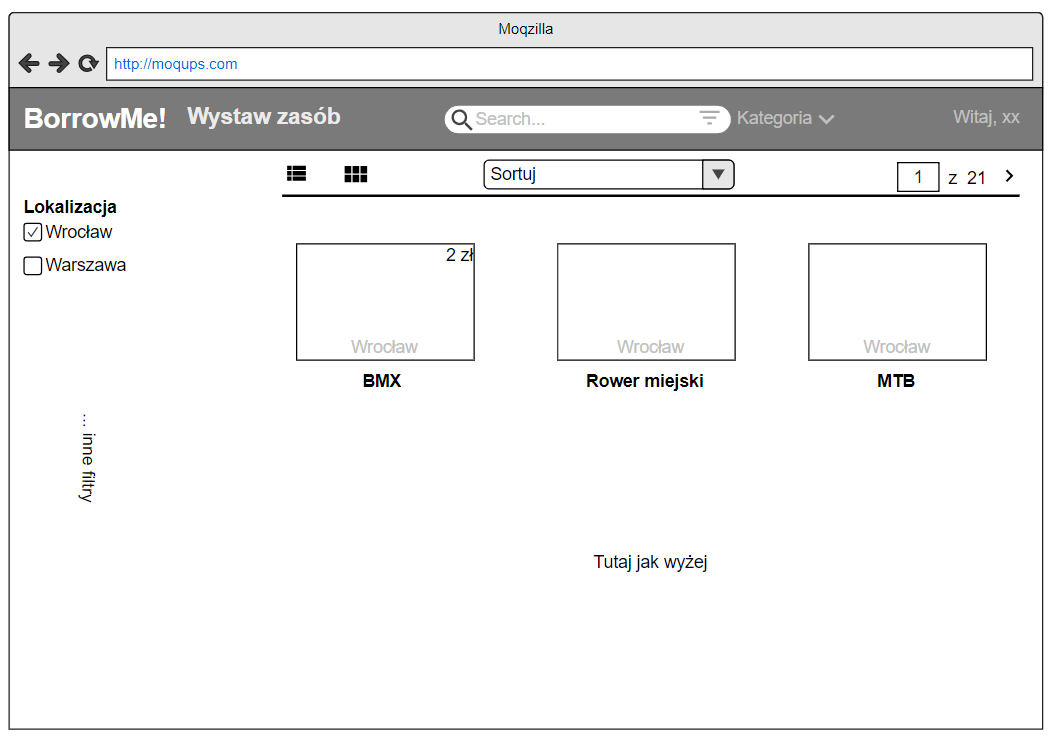 Moqzilla
http://moqups.com
BorrowMe! Wystaw zasób Search... Kategoria Witaj, xx
Sortuj 1 z 21
Lokalizacja
Wrocław
Warszawa
... inne filtry
2 zł
Wrocław Wrocław Wrocław
BMX Rower miejski MTB
Tutaj jak wyżej